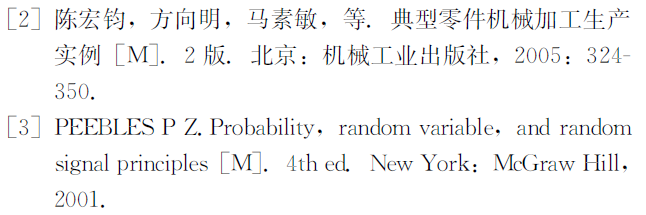 [2] 陈宏钧，方向明，马素敏，等. 典型零件机械加工生产
实例 [M]. 2 版. 北京：机械工业出版社，2005：324-
350.
[3] PEEBLES P Z. Probability, random variable, and random
signal principles [M]. 4th ed. New York: McGraw Hill,
2001.